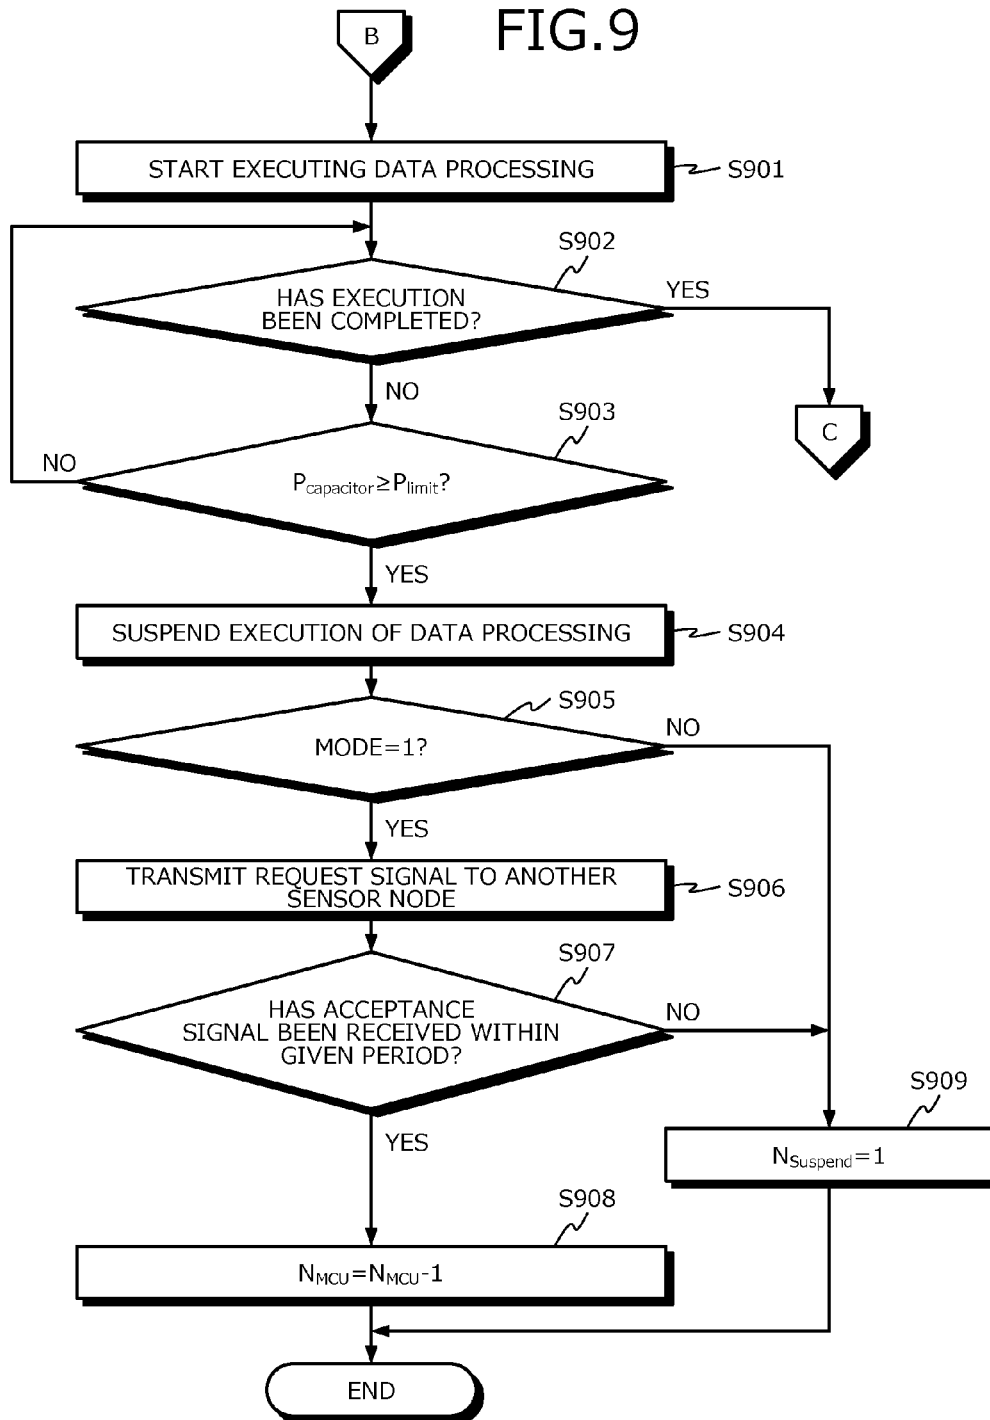 FIG.9
B
START EXECUTING DATA PROCESSING
S901
S902
HAS EXECUTION
BEEN COMPLETED?
YES
NO
C
S903
NO
Pcapacitor≥Plimit?
YES
SUSPEND EXECUTION OF DATA PROCESSING
S904
S905
MODE=1?
NO
YES
TRANSMIT REQUEST SIGNAL TO ANOTHER
SENSOR NODE
S906
S907
HAS ACCEPTANCE
SIGNAL BEEN RECEIVED WITHIN
GIVEN PERIOD?
NO
YES
S909
NSuspend=1
S908
NMCU=NMCU-1
END